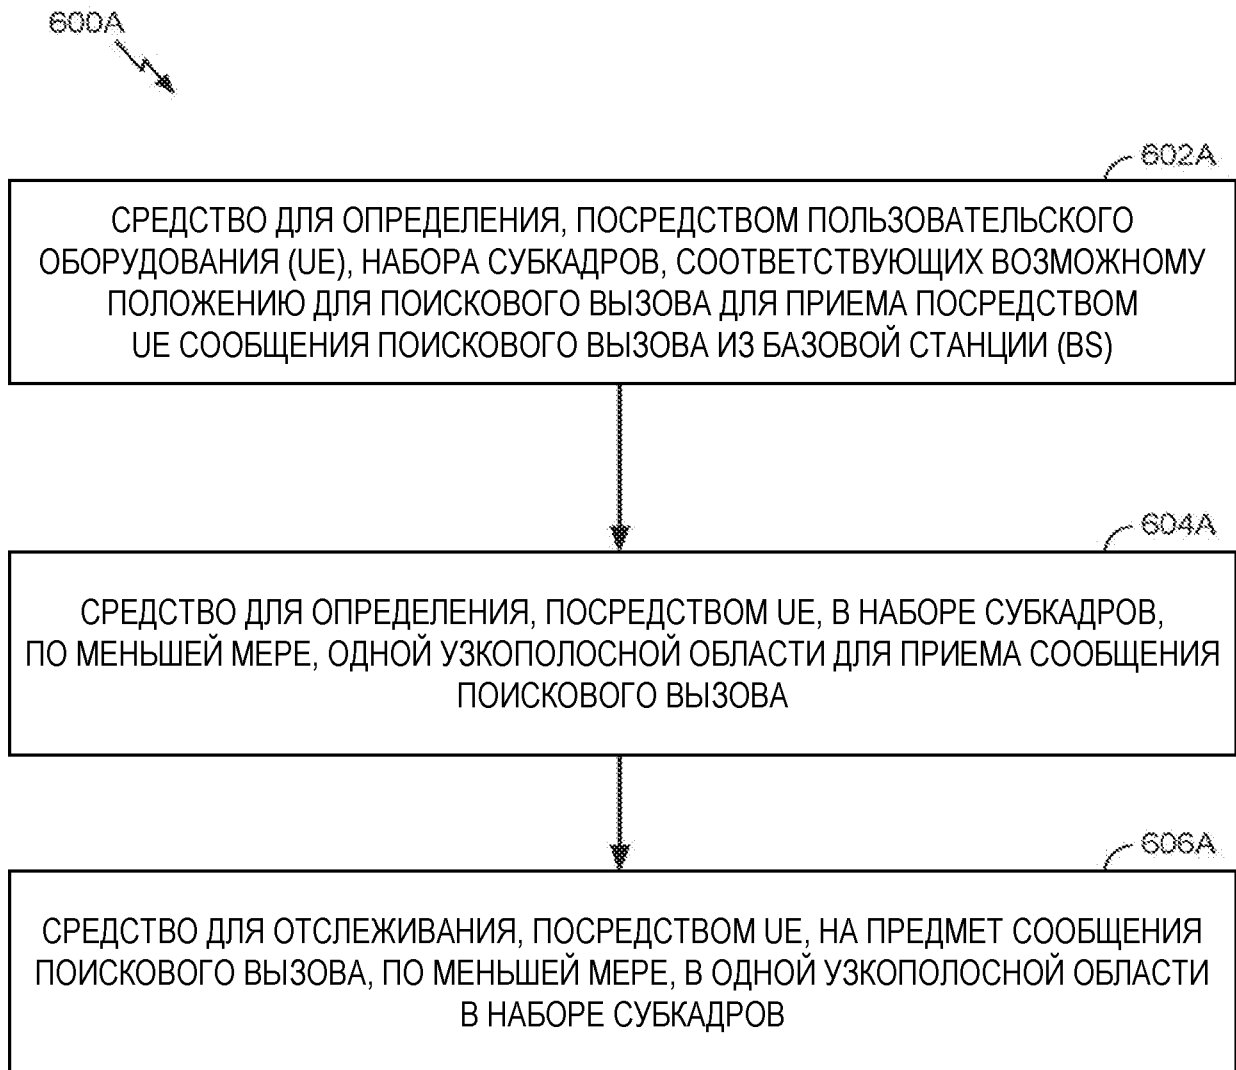 600A
602A
СРЕДСТВО ДЛЯ ОПРЕДЕЛЕНИЯ, ПОСРЕДСТВОМ ПОЛЬЗОВАТЕЛЬСКОГО
ОБОРУДОВАНИЯ (UE), НАБОРА СУБКАДРОВ, СООТВЕТСТВУЮЩИХ ВОЗМОЖНОМУ
ПОЛОЖЕНИЮ ДЛЯ ПОИСКОВОГО ВЫЗОВА ДЛЯ ПРИЕМА ПОСРЕДСТВОМ
UE СООБЩЕНИЯ ПОИСКОВОГО ВЫЗОВА ИЗ БАЗОВОЙ СТАНЦИИ (BS)
604A
СРЕДСТВО ДЛЯ ОПРЕДЕЛЕНИЯ, ПОСРЕДСТВОМ UE, В НАБОРЕ СУБКАДРОВ,
ПО МЕНЬШЕЙ МЕРЕ, ОДНОЙ УЗКОПОЛОСНОЙ ОБЛАСТИ ДЛЯ ПРИЕМА СООБЩЕНИЯ
ПОИСКОВОГО ВЫЗОВА
606A
СРЕДСТВО ДЛЯ ОТСЛЕЖИВАНИЯ, ПОСРЕДСТВОМ UE, НА ПРЕДМЕТ СООБЩЕНИЯ
ПОИСКОВОГО ВЫЗОВА, ПО МЕНЬШЕЙ МЕРЕ, В ОДНОЙ УЗКОПОЛОСНОЙ ОБЛАСТИ
В НАБОРЕ СУБКАДРОВ